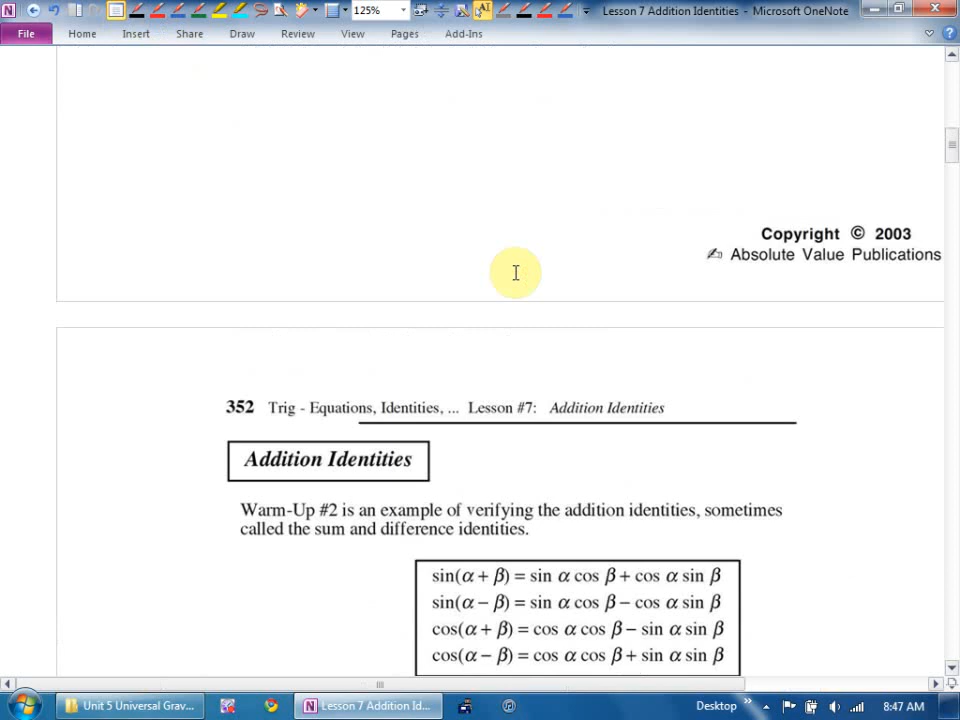 125%
Lesson 7 Addition Identities - Microsoft OneNote
File Home Insert Share Draw Review View Pages Add-Ins
Copyright © 2003
✍ Absolute Value Publications
352 Trig - Equations, Identities, ... Lesson #7: Addition Identities
Addition Identities
Warm-Up #2 is an example of verifying the addition identities, sometimes
called the sum and difference identities.
sin(α + β) = sin α cos β + cos α sin β
sin(α − β) = sin α cos β − cos α sin β
cos(α + β) = cos α cos β − sin α sin β
cos(α − β) = cos α cos β + sin α sin β
Unit 5 Universal Grav...
Lesson 7 Addition Id...
Desktop
8:47 AM